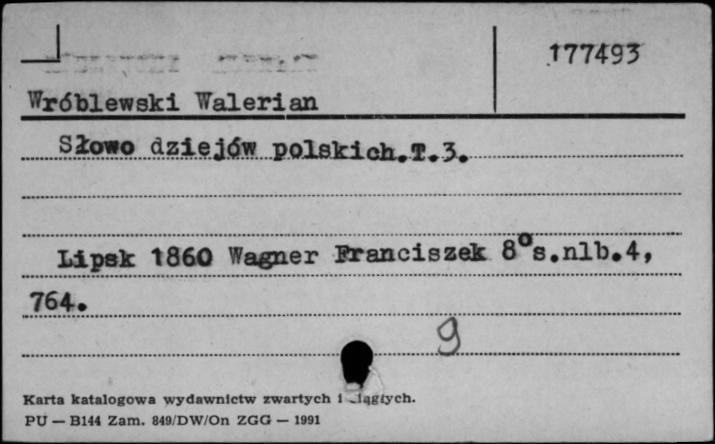 177493
Wróblewski Walerian
Słowo dziejów polskich.T.3.
Lipsk 1860 Wagner Franciszek 8°s.nlb.4,
764.
9
Karta katalogowa wydawnictw zwartych i ciągłych.
PU — B144 Zam. 849/DW/On ZGG — 1991